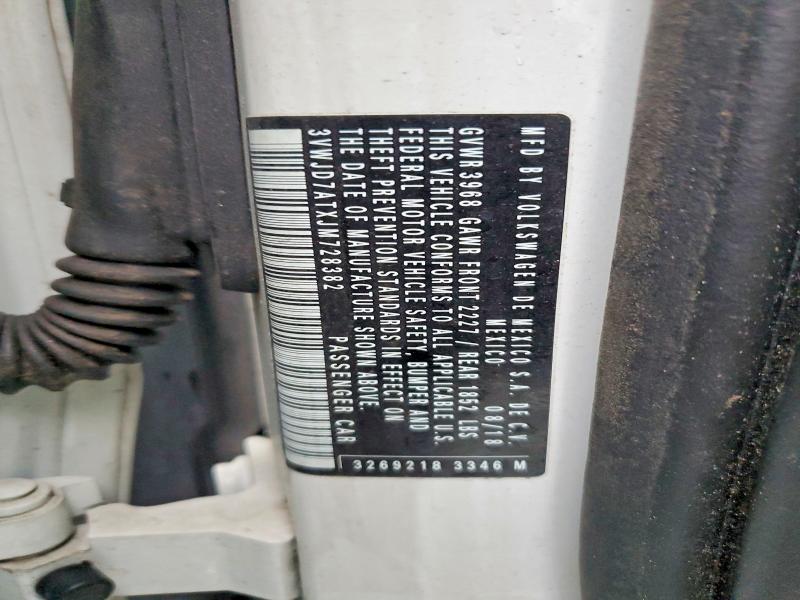 MFD BY VOLKSWAGEN DE MEXICO S.A. DE C.V.
MEXICO 08/18
GVWR 3968 GAWR FRONT 2227 // REAR 1852 LBS
THIS VEHICLE CONFORMS TO ALL APPLICABLE U.S.
FEDERAL MOTOR VEHICLE SAFETY, BUMPER AND
THEFT PREVENTION STANDARDS IN EFFECT ON
THE DATE OF MANUFACTURE SHOWN ABOVE.
3VWJD7ATXJM728382 PASSENGER CAR
3269218 3346 M